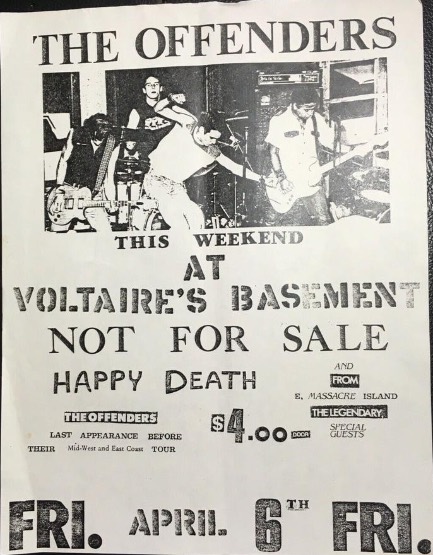 THE OFFENDERS
THIS WEEKEND
AT
VOLTAIRE'S BASEMENT
NOT FOR SALE
HAPPY DEATH
AND
FROM
E. MASSACRE ISLAND
THE LEGENDARY
SPECIAL
GUESTS
THE OFFENDERS
LAST APPEARANCE BEFORE
THEIR Mid-West and East Coast TOUR
$4.00 DOOR
FRI. APRIL 6TH FRI.